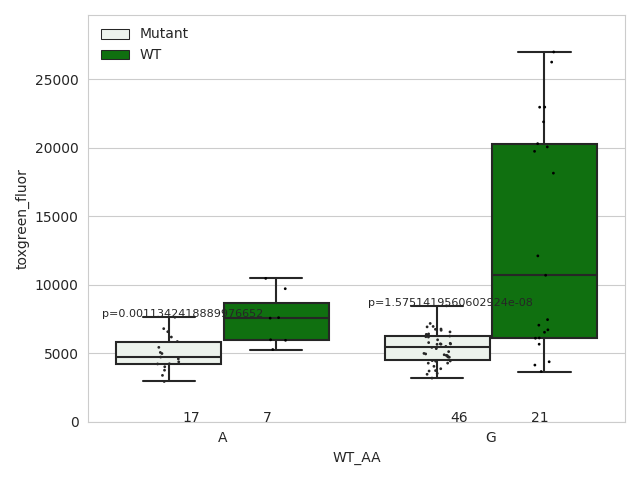 Mutant
WT
25000
20000
15000
10000
5000
0
toxgreen_fluor
p=0.0011342418889976652
p=1.5751419560602924e-08
17 7 46 21
A G
WT_AA